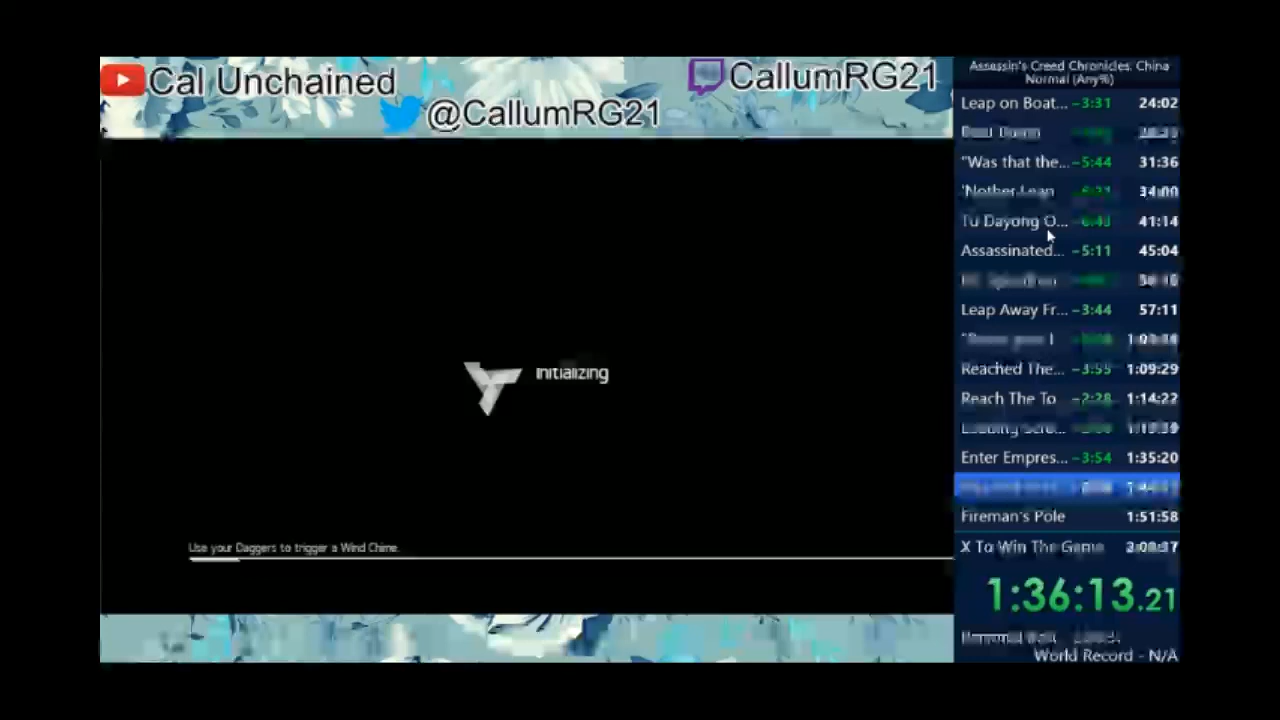 Cal Unchained
CallumRG21
@CallumRG21
Assassin's Creed Chronicles: China
Normal (Any%)
Leap on Boat... -3:31 24:02
"Was that the... -5:44 31:36
'Nother Leap 34:00
Tu Dayong O... 41:14
Assassinated... -5:11 45:04
Leap Away Fr... -3:44 57:11
Reached The... -3:55 1:09:29
Reach The To -2:28 1:14:22
Enter Empres... -3:54 1:35:20
Fireman's Pole 1:51:58
X To Win The Game
1:36:13.21
World Record - N/A
Initializing
Use your Daggers to trigger a Wind Chime.